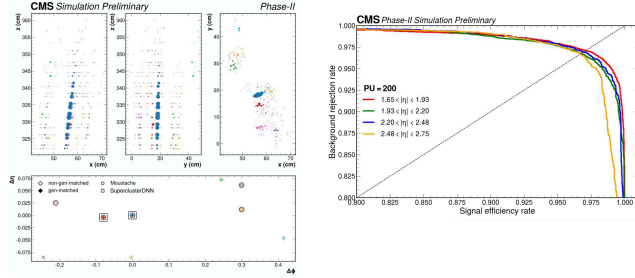 CMS Simulation Preliminary
Phase-II
z (cm)
z (cm)
y (cm)
360
355
350
345
340
335
330
325
x (cm)
y (cm)
x (cm)
Δη
0.075
0.050
0.025
0.000
-0.025
-0.050
-0.075
non-gen-matched
gen-matched
Moustache
SuperclusterDNN
-0.2 -0.1 0.0 0.1 0.2 0.3 0.4
Δϕ
CMS Phase-II Simulation Preliminary
Background rejection rate
1.000
0.975
0.950
0.925
0.900
0.875
0.850
0.825
0.800
PU = 200
1.65 < |η| < 1.93
1.93 < |η| < 2.20
2.20 < |η| < 2.48
2.48 < |η| < 2.75
0.800 0.825 0.850 0.875 0.900 0.925 0.950 0.975 1.000
Signal efficiency rate